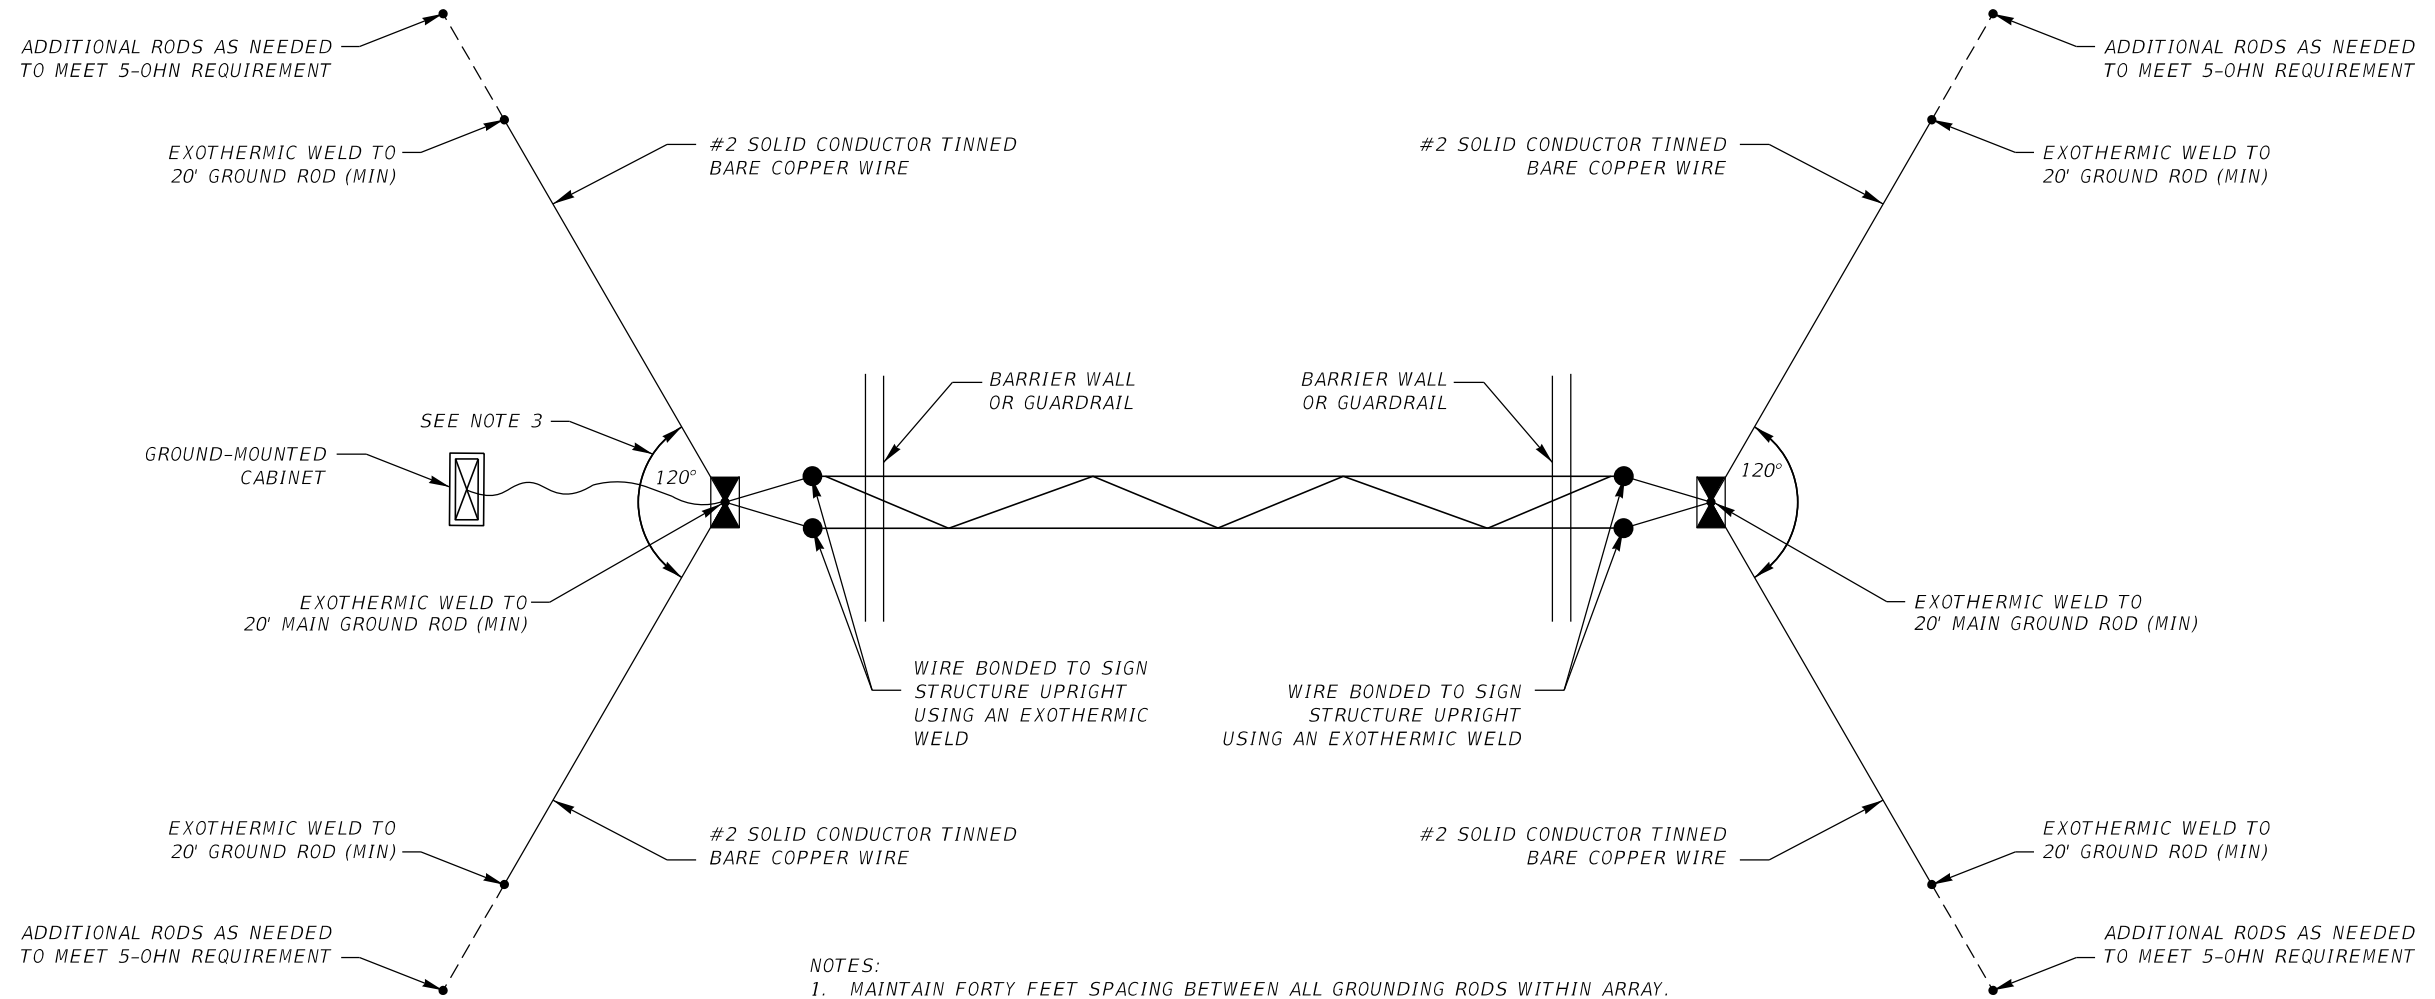 ADDITIONAL RODS AS NEEDED
TO MEET 5-OHN REQUIREMENT
ADDITIONAL RODS AS NEEDED
TO MEET 5-OHN REQUIREMENT
EXOTHERMIC WELD TO
20' GROUND ROD (MIN)
#2 SOLID CONDUCTOR TINNED
BARE COPPER WIRE
#2 SOLID CONDUCTOR TINNED
BARE COPPER WIRE
EXOTHERMIC WELD TO
20' GROUND ROD (MIN)
SEE NOTE 3
GROUND-MOUNTED
CABINET
120°
BARRIER WALL
OR GUARDRAIL
BARRIER WALL
OR GUARDRAIL
120°
EXOTHERMIC WELD TO
20' MAIN GROUND ROD (MIN)
EXOTHERMIC WELD TO
20' MAIN GROUND ROD (MIN)
WIRE BONDED TO SIGN
STRUCTURE UPRIGHT
USING AN EXOTHERMIC
WELD
WIRE BONDED TO SIGN
STRUCTURE UPRIGHT
USING AN EXOTHERMIC WELD
EXOTHERMIC WELD TO
20' GROUND ROD (MIN)
#2 SOLID CONDUCTOR TINNED
BARE COPPER WIRE
#2 SOLID CONDUCTOR TINNED
BARE COPPER WIRE
EXOTHERMIC WELD TO
20' GROUND ROD (MIN)
ADDITIONAL RODS AS NEEDED
TO MEET 5-OHN REQUIREMENT
ADDITIONAL RODS AS NEEDED
TO MEET 5-OHN REQUIREMENT
NOTES:
1. MAINTAIN FORTY FEET SPACING BETWEEN ALL GROUNDING RODS WITHIN ARRAY.